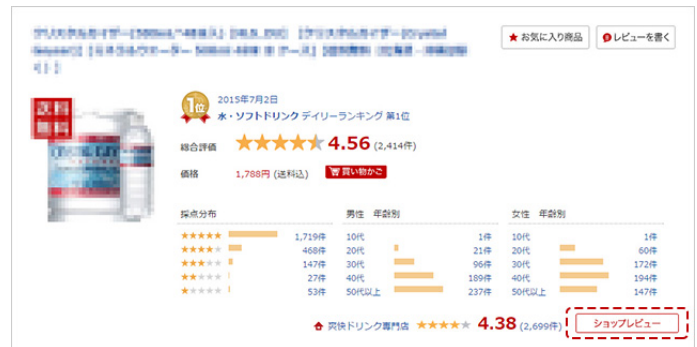 ★ お気に入り商品
レビューを書く
1位
2015年7月2日
水・ソフトドリンク デイリーランキング 第1位
総合評価 ★★★★★ 4.56 (2,414件)
価格 1,788円 (送料込) 買い物かご
採点分布
★★★★★ 1,719件
★★★★★ 468件
★★★★★ 147件
★★★★★ 27件
★★★★★ 53件
男性 年齢別
10代 1件
20代 21件
30代 96件
40代 189件
50代以上 237件
女性 年齢別
10代 1件
20代 60件
30代 172件
40代 194件
50代以上 147件
爽快ドリンク専門店 ★★★★★ 4.38 (2,699件) ショップレビュー